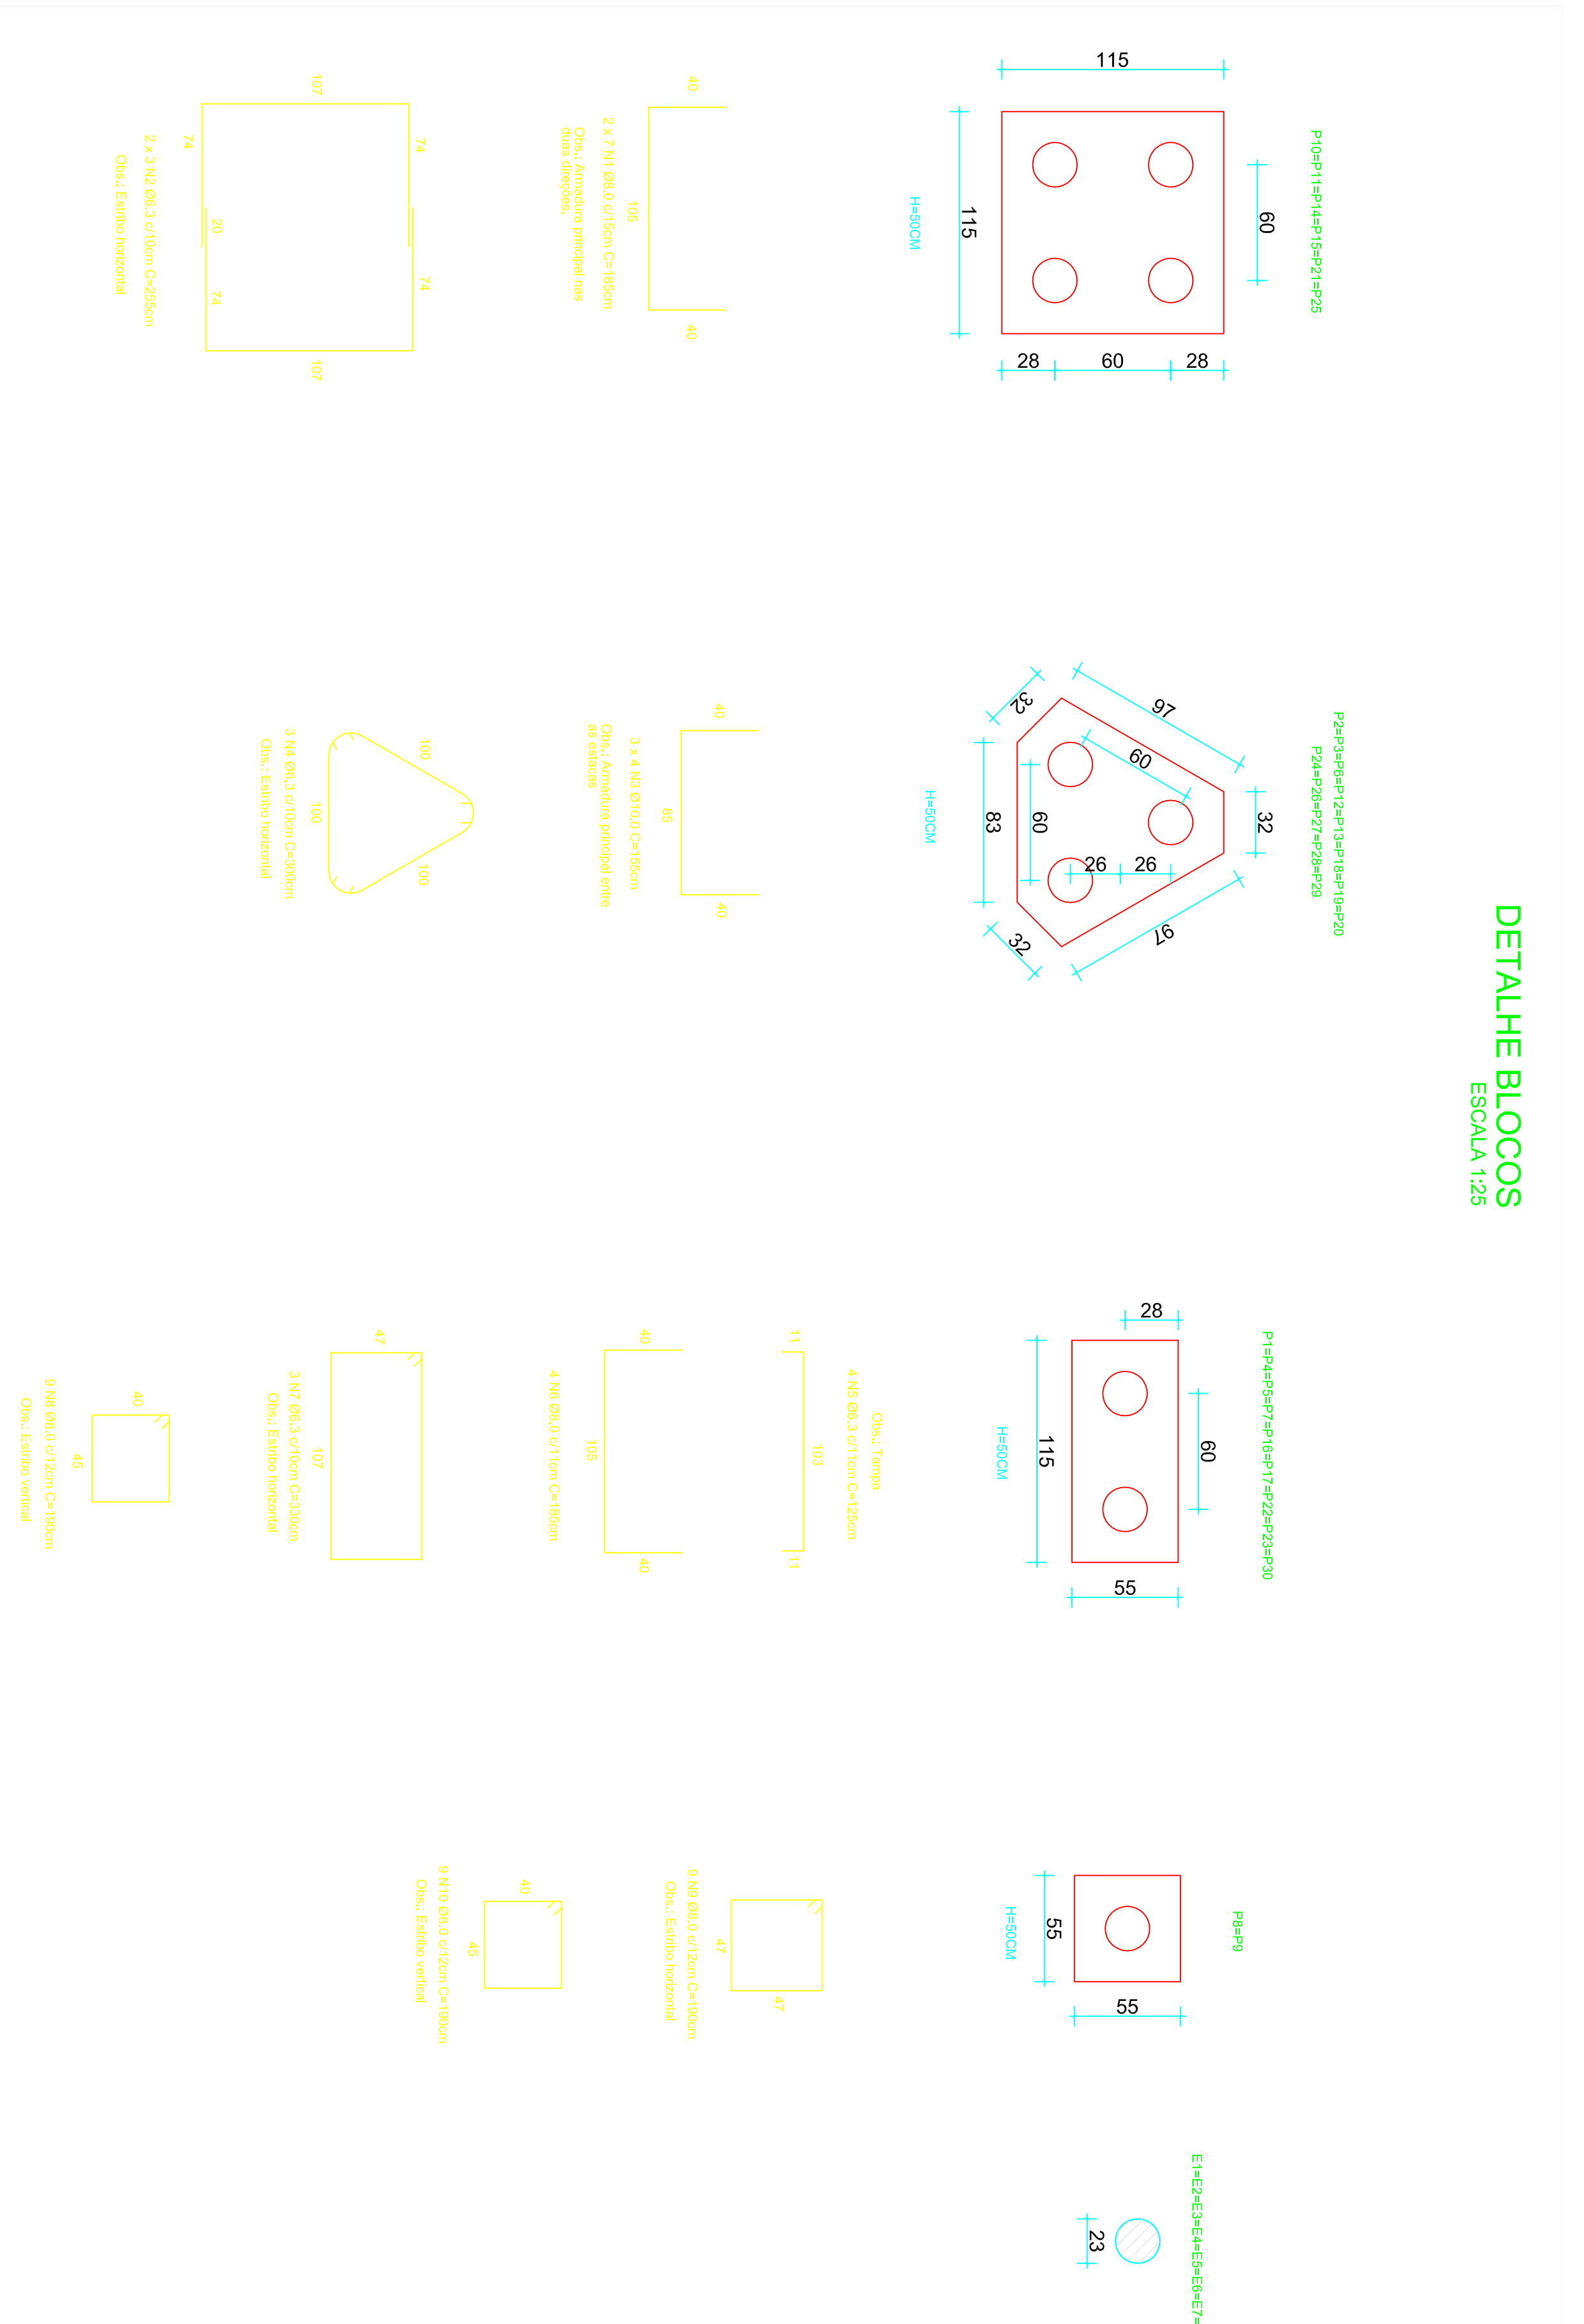 DETALHE BLOCOS
ESCALA 1:25
P10=P11=P14=P15=P21=P25
60
115
28
60
28
115
H=50CM
40
105
40
2 x 7 N1 Ø8.0 c/15cm C=185cm
Obs.: Armadura principal nas
duas direções.
74
74
107
107
20
74
74
2 x 3 N2 Ø6.3 c/10cm C=255cm
Obs.: Estribo horizontal
P2=P3=P6=P12=P13=P18=P19=P20
P24=P26=P27=P28=P29
32
97
97
60
26
26
60
32
32
83
H=50CM
40
85
40
3 x 4 N3 Ø10.0 C=155cm
Obs.: Armadura principal entre
as estacas
100
100
100
3 N4 Ø6.3 c/10cm C=300cm
Obs.: Estribo horizontal
P1=P4=P5=P7=P16=P17=P22=P23=P30
60
28
55
115
H=50CM
Obs.: Tampa
4 N5 Ø6.3 c/11cm C=125cm
103
11
11
40
105
40
4 N6 Ø8.0 c/11cm C=185cm
47
107
3 N7 Ø6.3 c/10cm C=330cm
Obs.: Estribo horizontal
40
45
9 N8 Ø8.0 c/12cm C=190cm
Obs.: Estribo vertical
P8=P9
55
55
H=50CM
47
47
9 N9 Ø8.0 c/12cm C=190cm
Obs.: Estribo horizontal
40
45
9 N10 Ø8.0 c/12cm C=190cm
Obs.: Estribo vertical
E1=E2=E3=E4=E5=E6=E7=
23